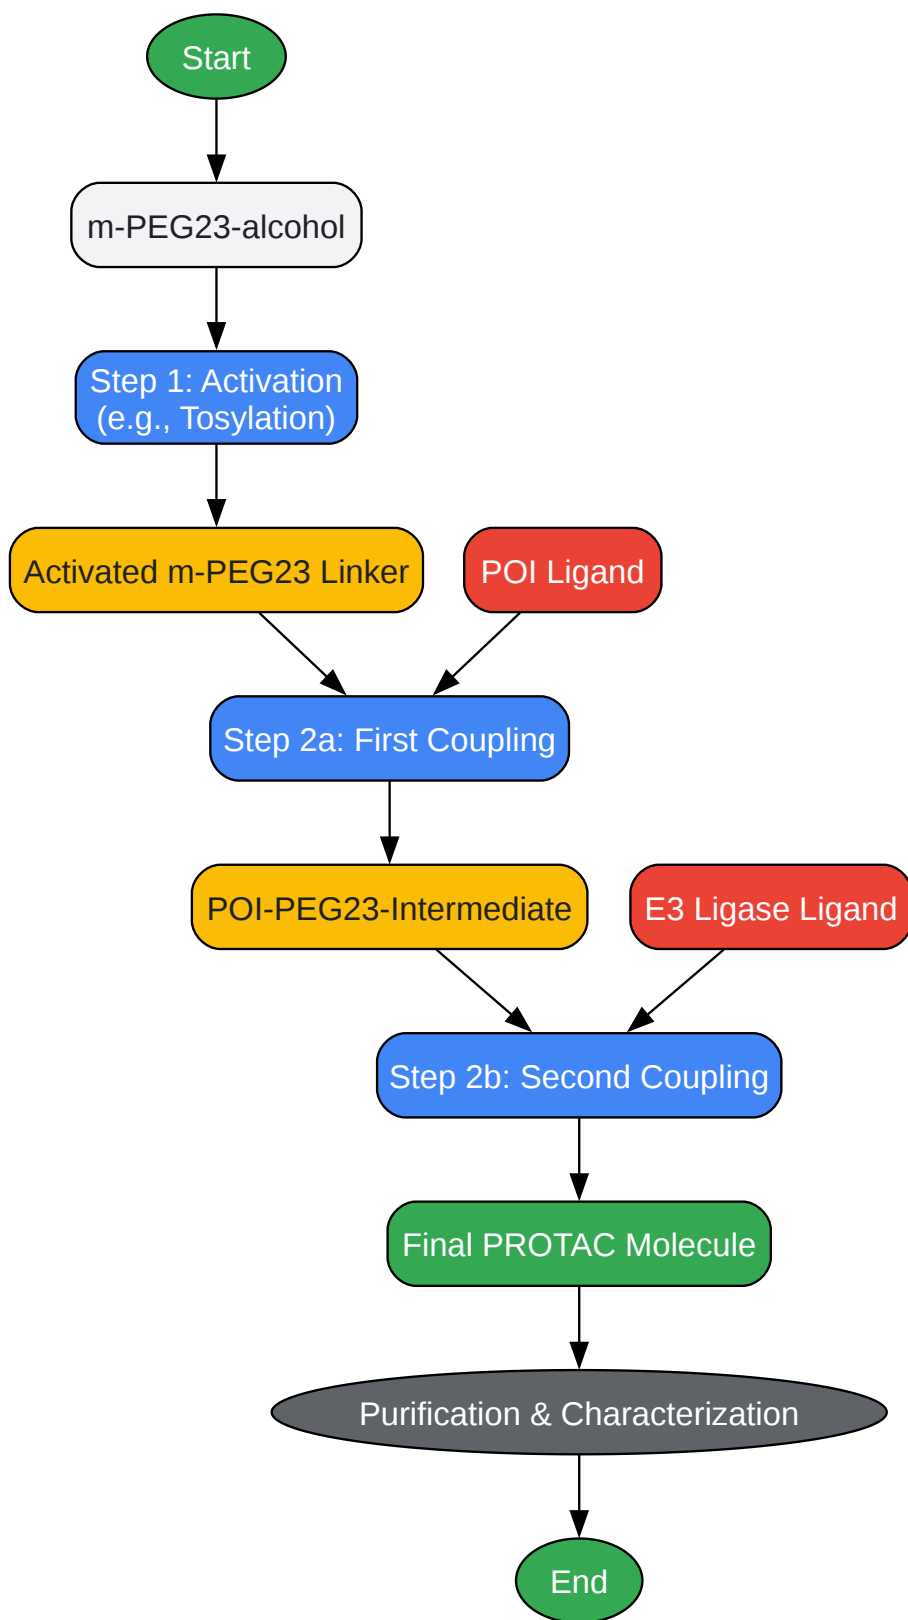 Start
m-PEG23-alcohol
Step 1: Activation
(e.g., Tosylation)
Activated m-PEG23 Linker
POI Ligand
Step 2a: First Coupling
POI-PEG23-Intermediate
E3 Ligase Ligand
Step 2b: Second Coupling
Final PROTAC Molecule
Purification & Characterization
End